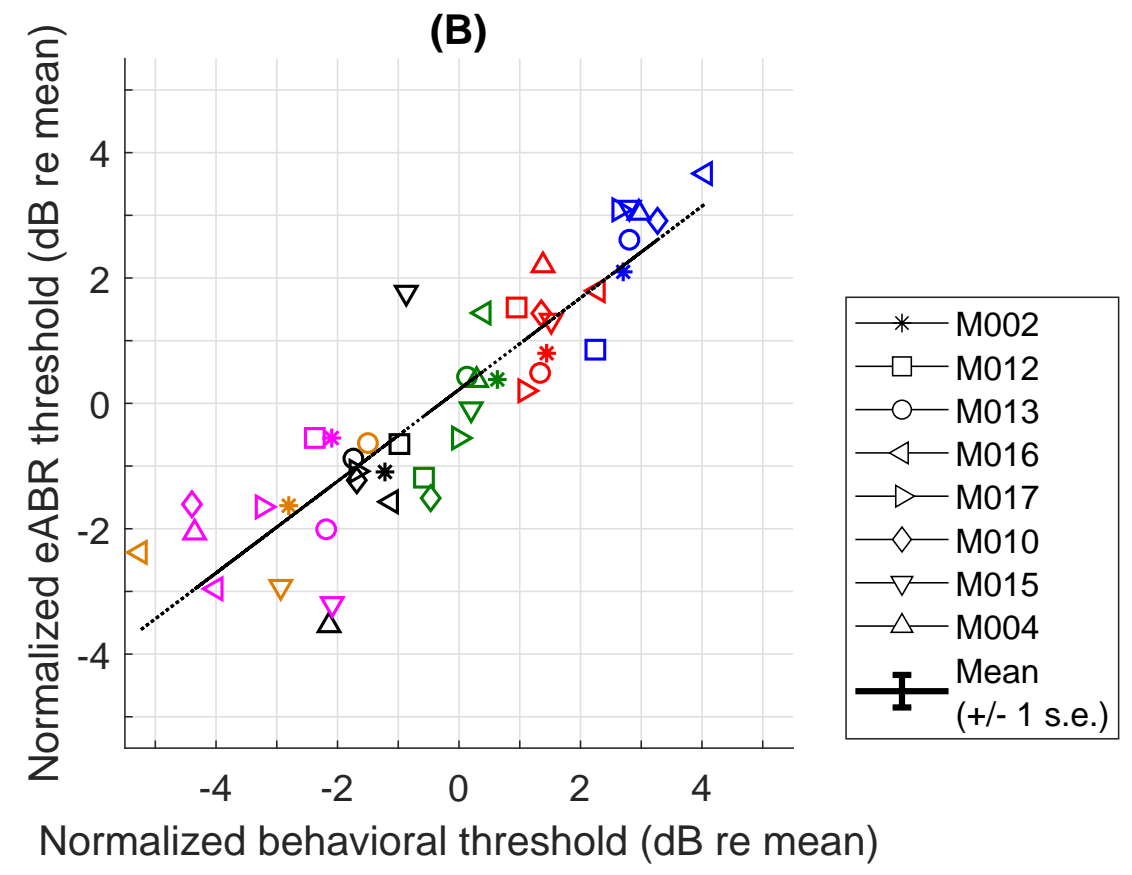 (B)
Normalized eABR threshold (dB re mean)
4
2
0
-2
-4
-4 -2 0 2 4
Normalized behavioral threshold (dB re mean)
M002
M012
M013
M016
M017
M010
M015
M004
Mean
(+/- 1 s.e.)